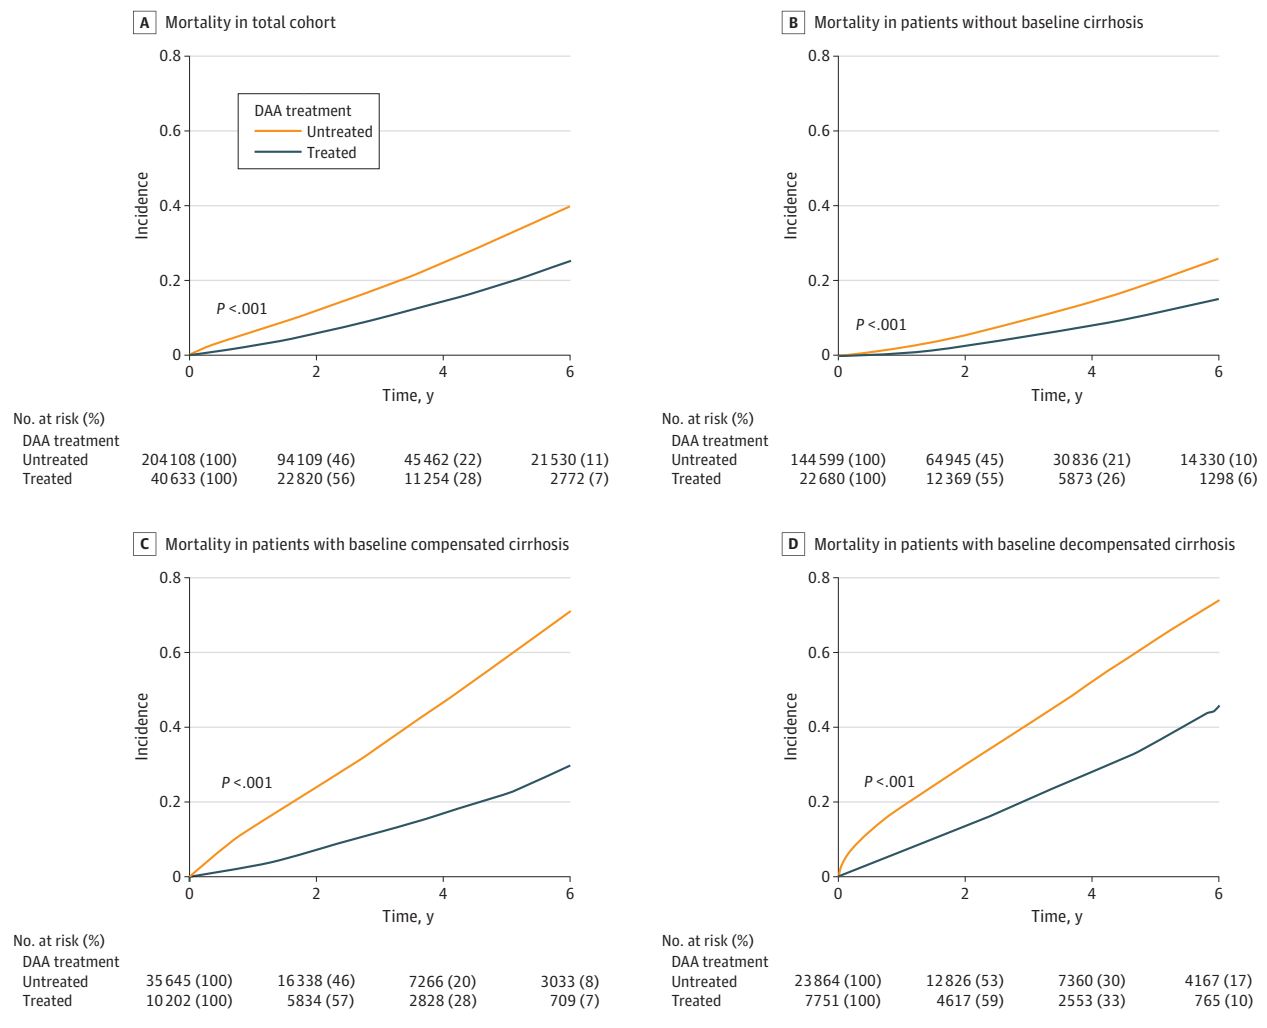 A Mortality in total cohort
0.8
0.6
0.4
0.2
0
Incidence
DAA treatment
Untreated
Treated
P <.001
0 2 4 6
Time, y
No. at risk (%)
DAA treatment
Untreated 204 108 (100) 94 109 (46) 45 462 (22) 21 530 (11)
Treated 40 633 (100) 22 820 (56) 11 254 (28) 2772 (7)
B Mortality in patients without baseline cirrhosis
0.8
0.6
0.4
0.2
0
Incidence
P <.001
0 2 4 6
Time, y
No. at risk (%)
DAA treatment
Untreated 144 599 (100) 64 945 (45) 30 836 (21) 14 330 (10)
Treated 22 680 (100) 12 369 (55) 5873 (26) 1298 (6)
C Mortality in patients with baseline compensated cirrhosis
0.8
0.6
0.4
0.2
0
Incidence
P <.001
0 2 4 6
Time, y
No. at risk (%)
DAA treatment
Untreated 35 645 (100) 16 338 (46) 7266 (20) 3033 (8)
Treated 10 202 (100) 5834 (57) 2828 (28) 709 (7)
D Mortality in patients with baseline decompensated cirrhosis
0.8
0.6
0.4
0.2
0
Incidence
P <.001
0 2 4 6
Time, y
No. at risk (%)
DAA treatment
Untreated 23 864 (100) 12 826 (53) 7360 (30) 4167 (17)
Treated 7751 (100) 4617 (59) 2553 (33) 765 (10)